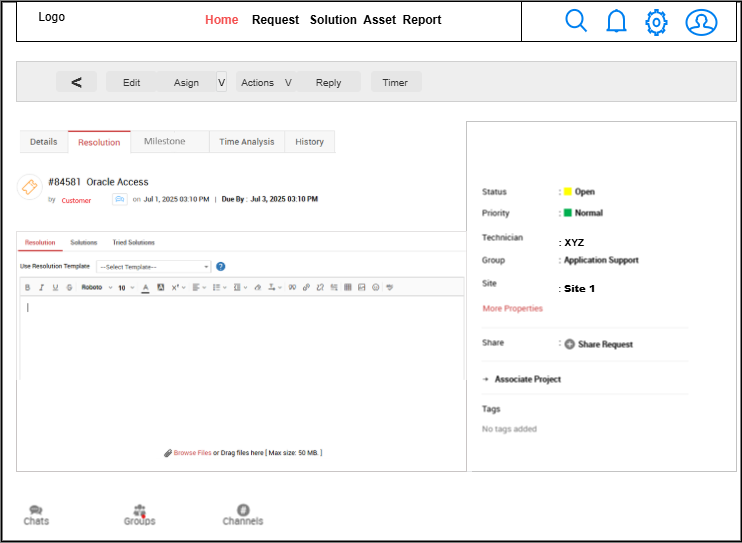 Logo
Home Request Solution Asset Report
< Edit Asign V Actions V Reply Timer
Details Resolution Milestone Time Analysis History
#84581 Oracle Access
by Customer on Jul 1, 2025 03:10 PM | Due By : Jul 3, 2025 03:10 PM
Resolution Solutions Tried Solutions
Use Resolution Template --Select Template-- ?
B I U S Roboto 10 A A X²
Browse Files or Drag files here [ Max size: 50 MB. ]
Status : Open
Priority : Normal
Technician : XYZ
Group : Application Support
Site : Site 1
More Properties
Share : Share Request
→ Associate Project
Tags
No tags added
Chats Groups # Channels